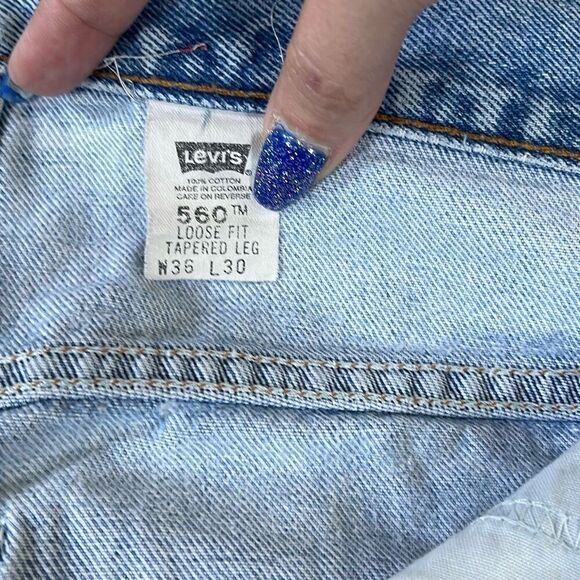 LEVI'S ®
100% COTTON
MADE IN COLOMBIA
CARE ON REVERSE
560™
LOOSE FIT
TAPERED LEG
W36 L30